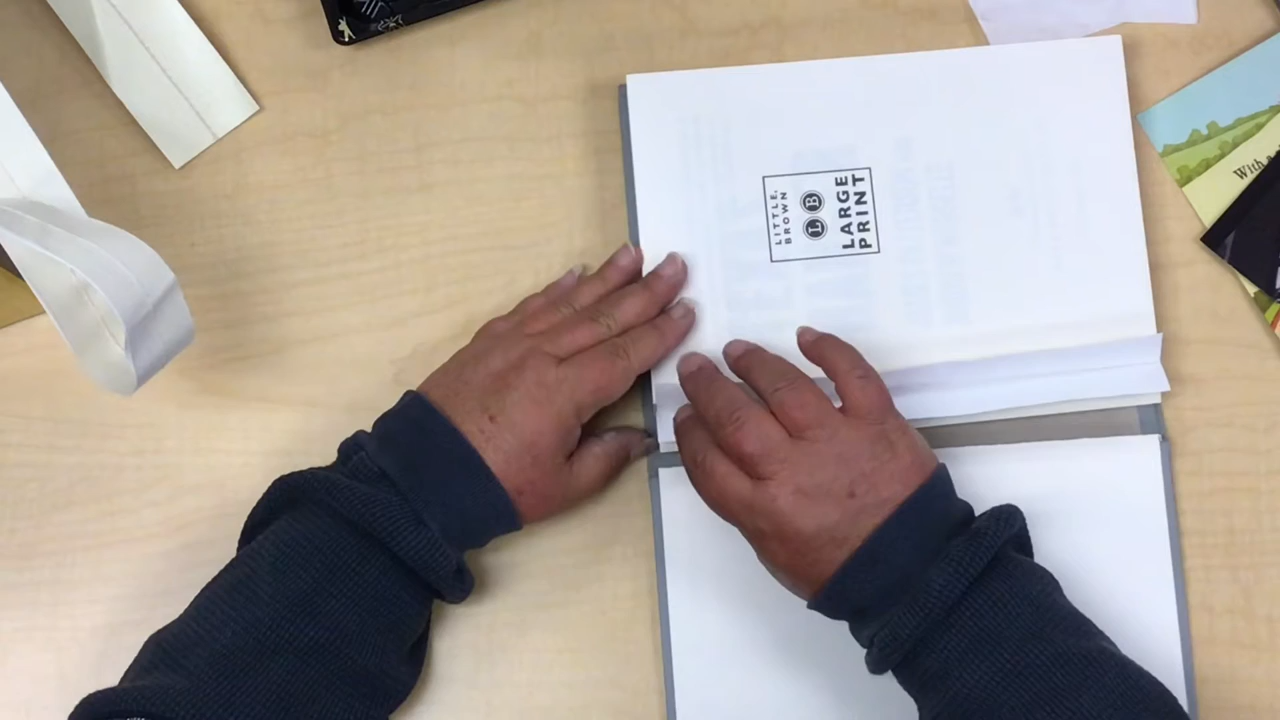 LITTLE,
BROWN
LB
LARGE
PRINT
With a